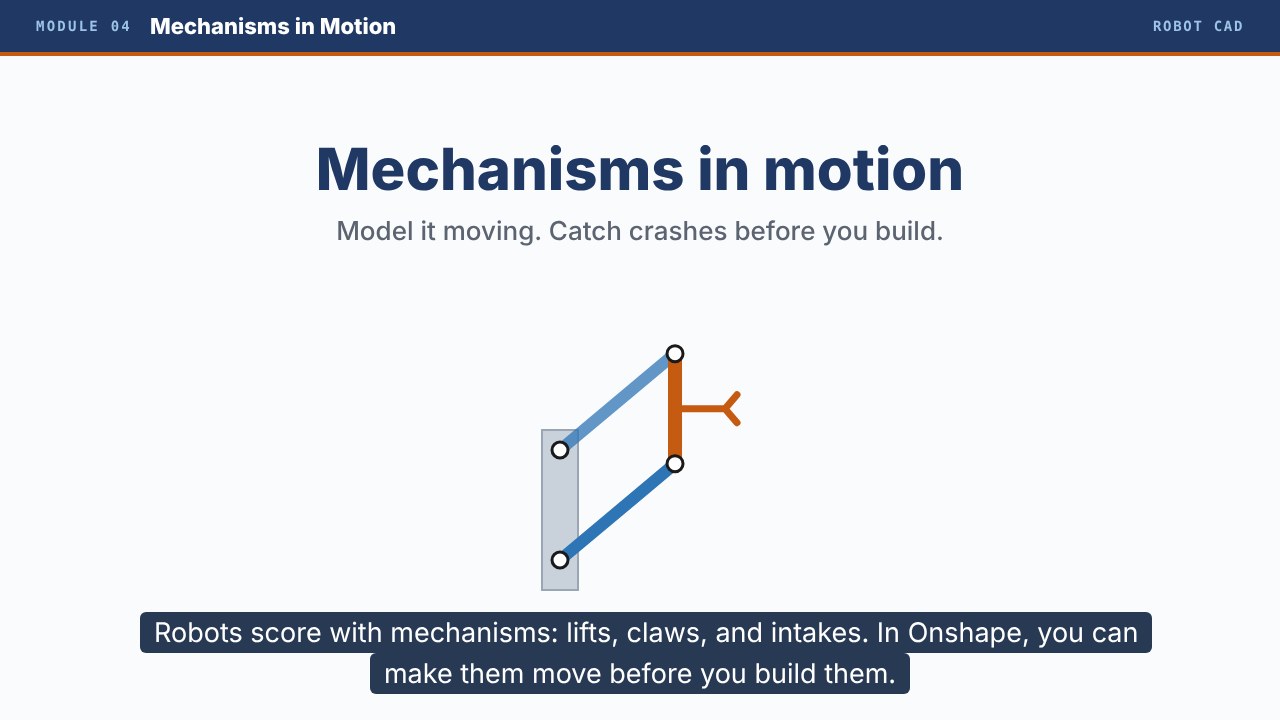 MODULE 04 Mechanisms in Motion ROBOT CAD
Mechanisms in motion
Model it moving. Catch crashes before you build.
Robots score with mechanisms: lifts, claws, and intakes. In Onshape, you can
make them move before you build them.